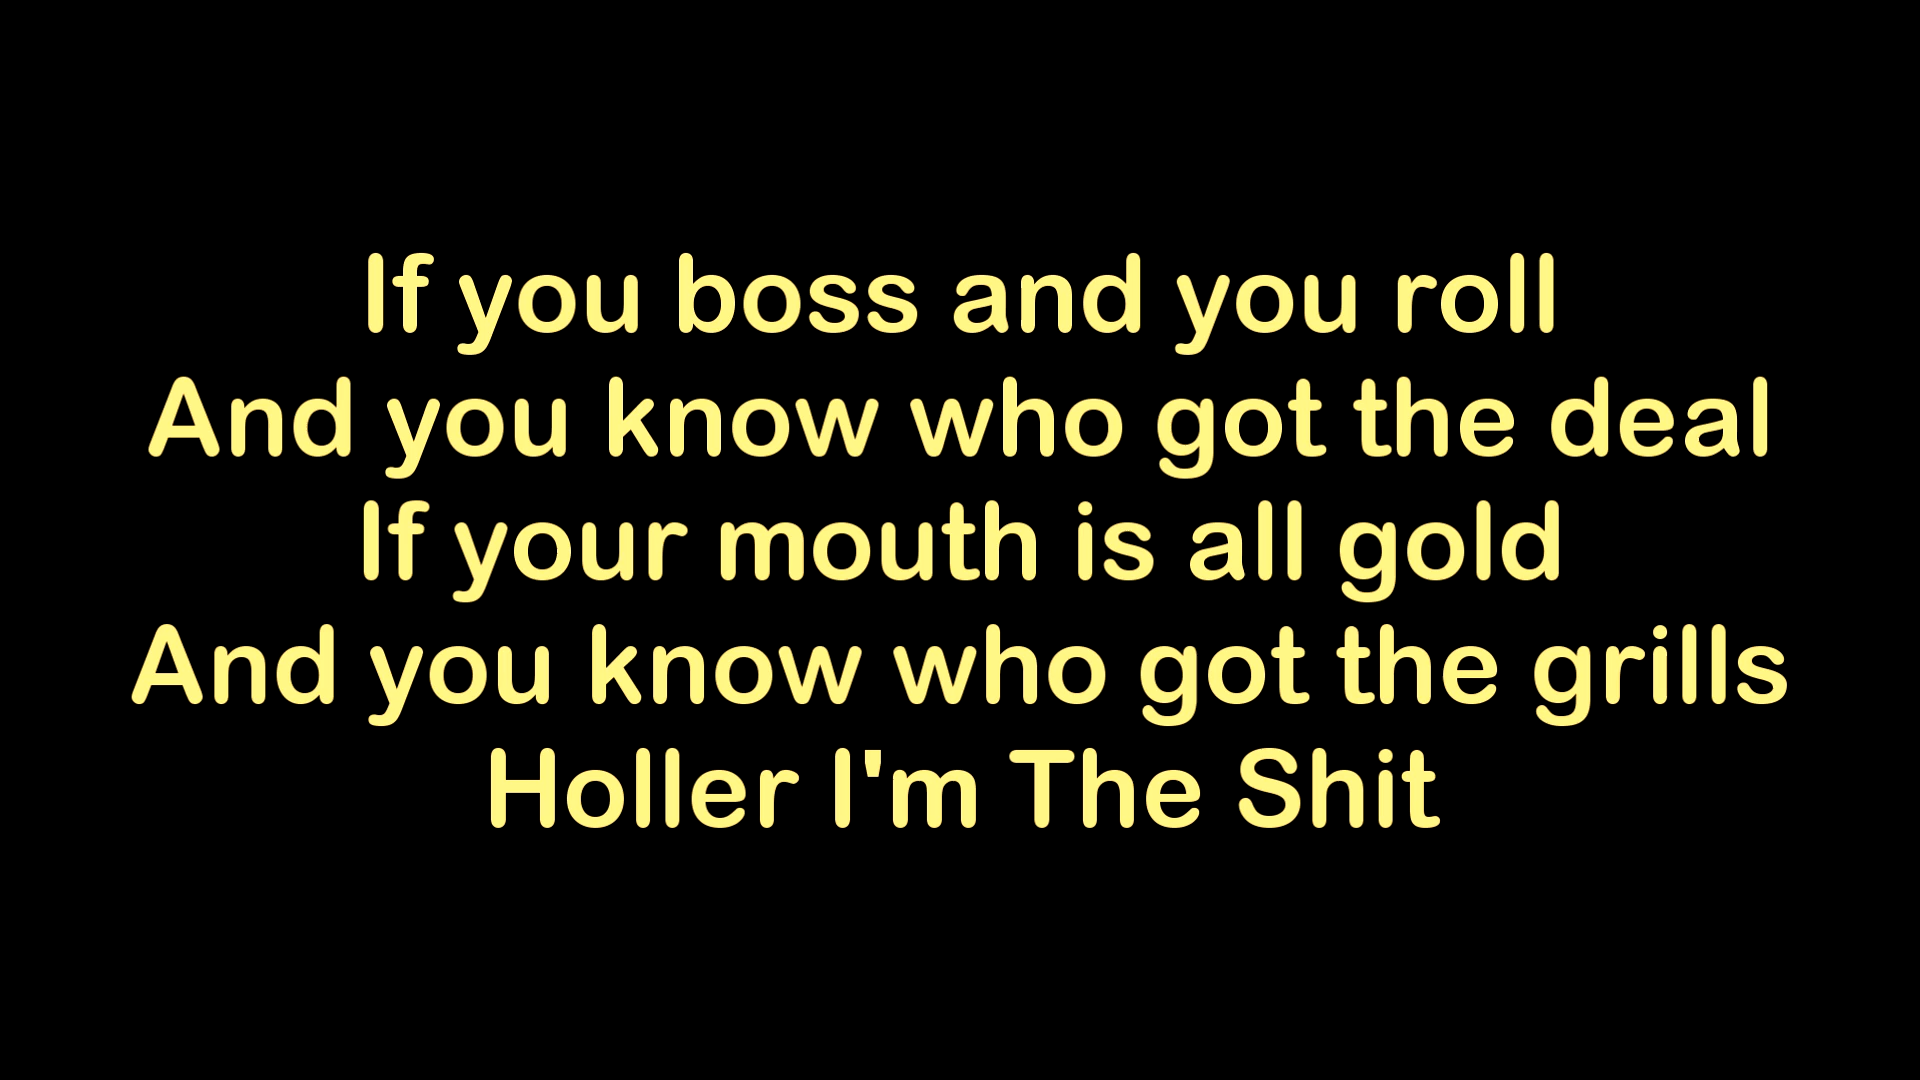 If you boss and you roll
And you know who got the deal
If your mouth is all gold
And you know who got the grills
Holler I'm The Shit